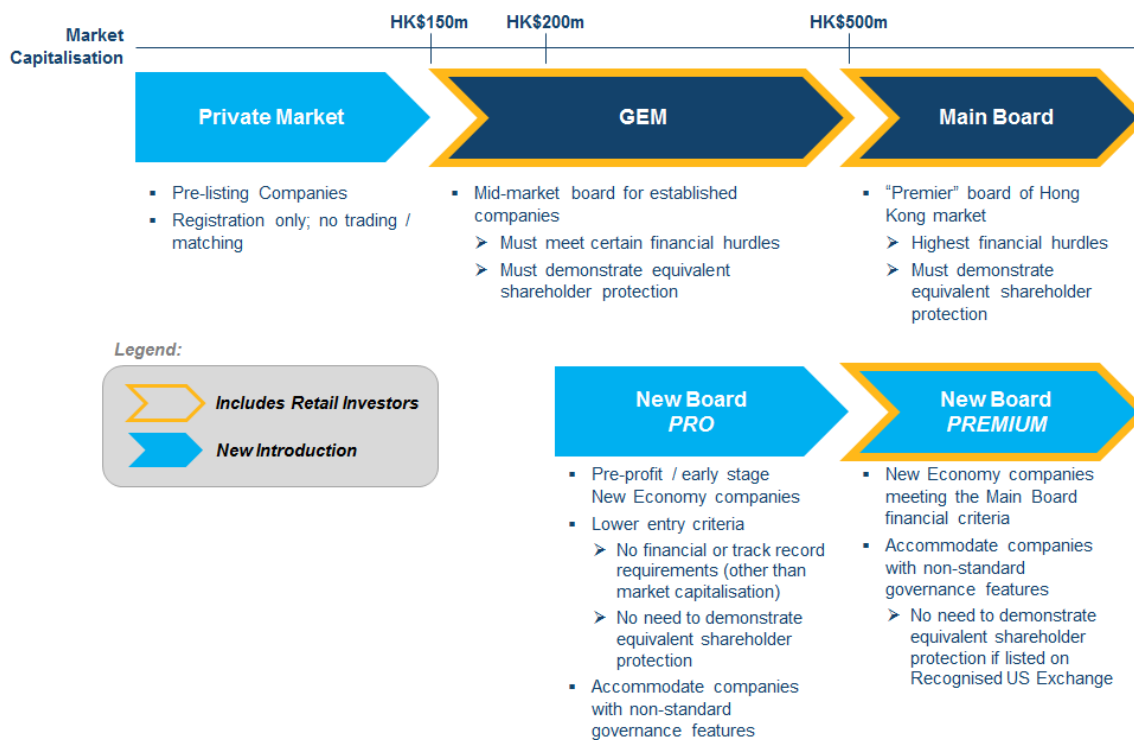 HK$150m
HK$200m
HK$500m
Market
Capitalisation
Private Market
GEM
Main Board
▪ Pre-listing Companies
▪ Registration only; no trading /
matching
▪ Mid-market board for established
companies
➢ Must meet certain financial hurdles
➢ Must demonstrate equivalent
shareholder protection
▪ “Premier” board of Hong
Kong market
➢ Highest financial hurdles
➢ Must demonstrate
equivalent shareholder
protection
Legend:
Includes Retail Investors
New Introduction
New Board
PRO
New Board
PREMIUM
▪ Pre-profit / early stage
New Economy companies
▪ Lower entry criteria
➢ No financial or track record
requirements (other than
market capitalisation)
➢ No need to demonstrate
equivalent shareholder
protection
▪ Accommodate companies
with non-standard
governance features
▪ New Economy companies
meeting the Main Board
financial criteria
▪ Accommodate companies
with non-standard
governance features
➢ No need to demonstrate
equivalent shareholder
protection if listed on
Recognised US Exchange